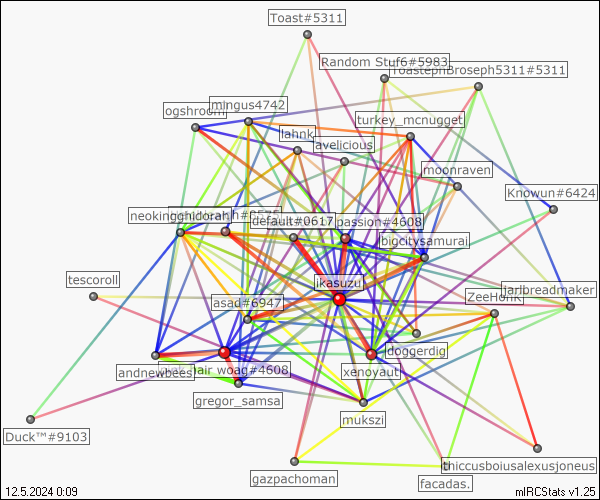 Toast#5311
Random Stuf6#5983
ToastephBroseph5311#5311
mingus4742
ogshroom
turkey_mcnugget
lahnk
avelicious
moonraven
Knowun#6424
neokingghidorah
h#0575
default#0617
passion#4608
bigcitysamurai
tescoroll
ikasuzu
ZeeHonk
jarlbreadmaker
asad#6947
doggerdig
andnewbees
hair woag#4608
xenoyaut
gregor_samsa
mukszi
Duck™#9103
thiccusboiusalexusjoneus
gazpachoman
facadas.
12.5.2024 0:09
mIRCStats v1.25